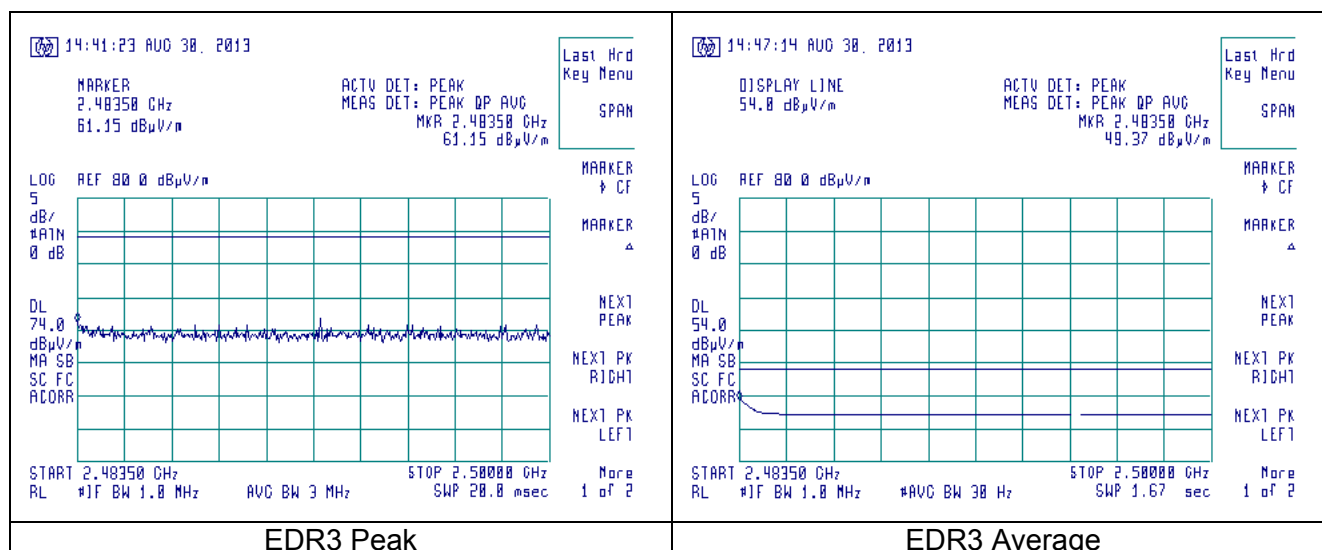 14:41:23 AUG 30, 2013
MARKER
2.48350 GHz
61.15 dBµV/m
ACTV DET: PEAK
MEAS DET: PEAK QP AVG
MKR 2.48350 GHz
61.15 dBµV/m
LOG REF 80.0 dBµV/m
5
dB/
#ATN
0 dB
DL
74.0
dBµV/m
MA SB
SC FC
ACORR
START 2.48350 GHz STOP 2.50000 GHz
RL #IF BW 1.0 MHz AVG BW 3 MHz SWP 20.0 msec
Last Hrd
Key Menu
SPAN
MARKER
→ CF
MARKER
Δ
NEXT
PEAK
NEXT PK
RIGHT
NEXT PK
LEFT
More
1 of 2
EDR3 Peak
14:47:14 AUG 30, 2013
DISPLAY LINE
54.0 dBµV/m
ACTV DET: PEAK
MEAS DET: PEAK QP AVG
MKR 2.48350 GHz
49.37 dBµV/m
LOG REF 80.0 dBµV/m
5
dB/
#ATN
0 dB
DL
54.0
dBµV/m
MA SB
SC FC
ACORR
START 2.48350 GHz STOP 2.50000 GHz
RL #IF BW 1.0 MHz #AVG BW 30 Hz SWP 1.67 sec
Last Hrd
Key Menu
SPAN
MARKER
→ CF
MARKER
Δ
NEXT
PEAK
NEXT PK
RIGHT
NEXT PK
LEFT
More
1 of 2
EDR3 Average